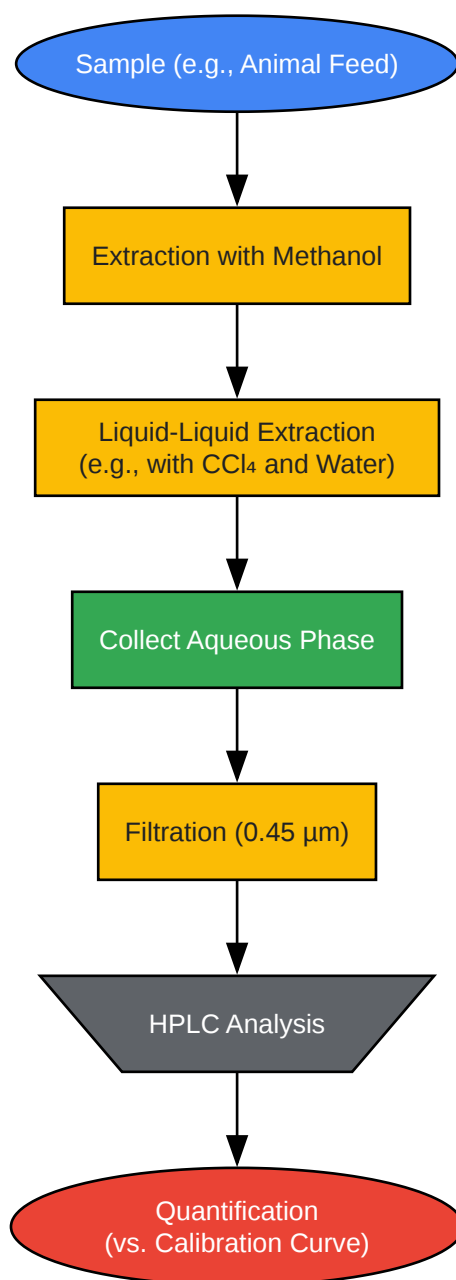 Sample (e.g., Animal Feed)
Extraction with Methanol
Liquid-Liquid Extraction
(e.g., with CCl₄ and Water)
Collect Aqueous Phase
Filtration (0.45 µm)
HPLC Analysis
Quantification
(vs. Calibration Curve)